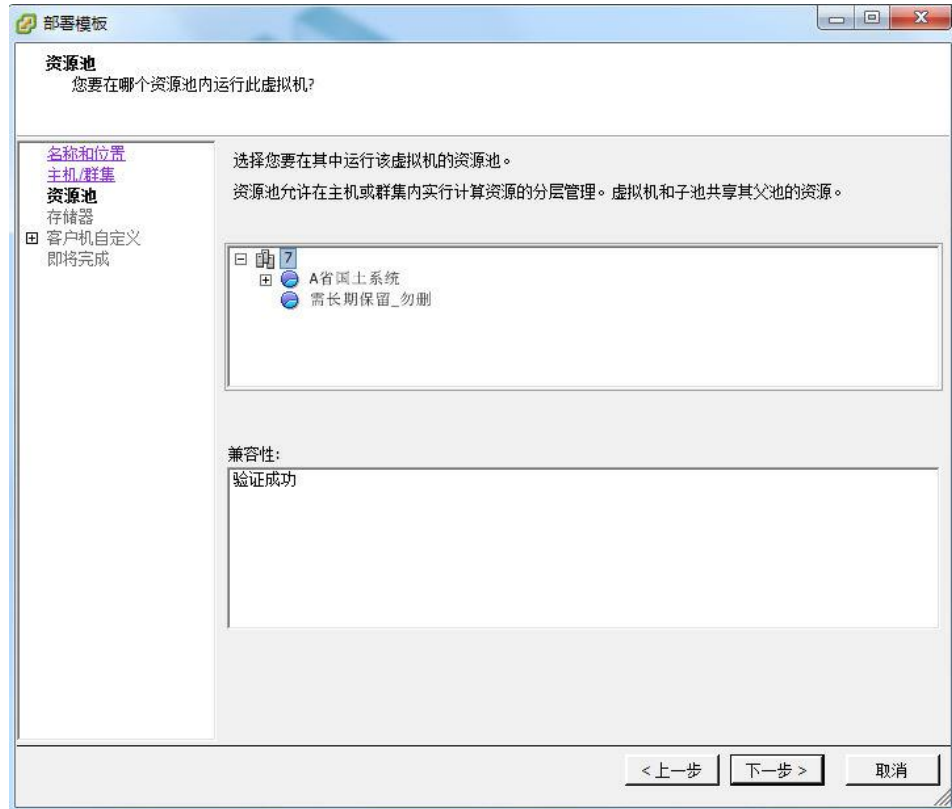 部署模板
资源池
您要在哪个资源池内运行此虚拟机?
名称和位置
主机/群集
资源池
存储器
客户机自定义
即将完成
选择您要在其中运行该虚拟机的资源池。
资源池允许在主机或群集内实行计算资源的分层管理。虚拟机和子池共享其父池的资源。
7
A省国土系统
需长期保留_勿删
兼容性:
验证成功
<上一步
下一步>
取消